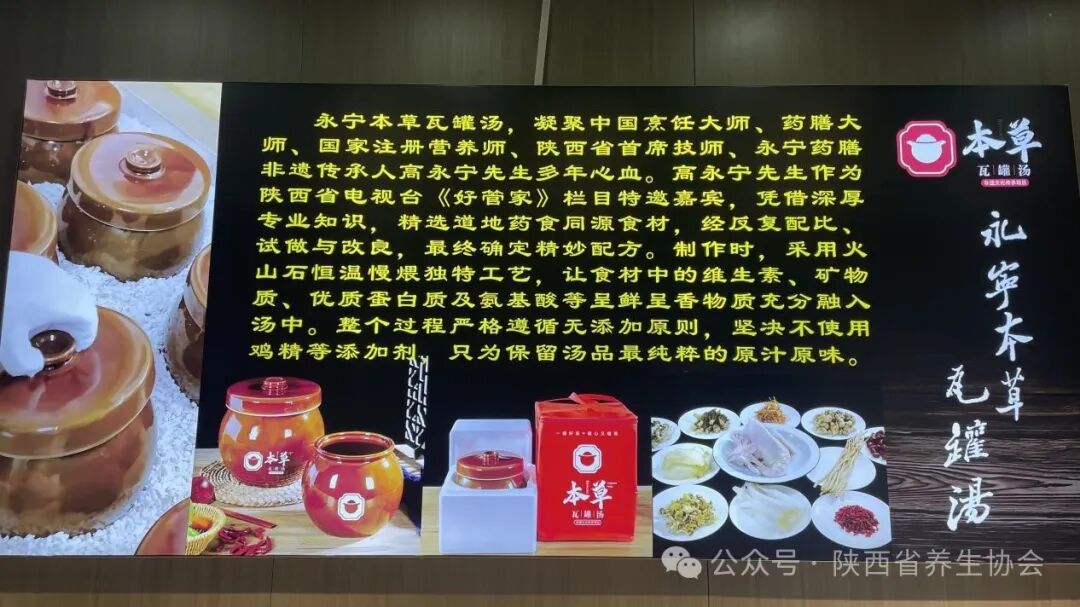 永宁本草瓦罐汤，凝聚中国烹饪大师、药膳大
师、国家注册营养师、陕西省首席技师、永宁药膳
非遗传承人高永宁先生多年心血。高永宁先生作为
陕西省电视台《好管家》栏目特邀嘉宾，凭借深厚
专业知识，精选道地药食同源食材，经反复配比、
试做与改良，最终确定精妙配方。制作时，采用火
山石恒温慢煨独特工艺，让食材中的维生素、矿物
质、优质蛋白质及氨基酸等呈鲜呈香物质充分融入
汤中。整个过程严格遵循无添加原则，坚决不使用
鸡精等添加剂，只为保留汤品最纯粹的原汁原味。
本草
瓦罐汤
永寧本草瓦罐湯
本草
瓦罐汤
本草
瓦罐汤
公众号·陕西省养生协会